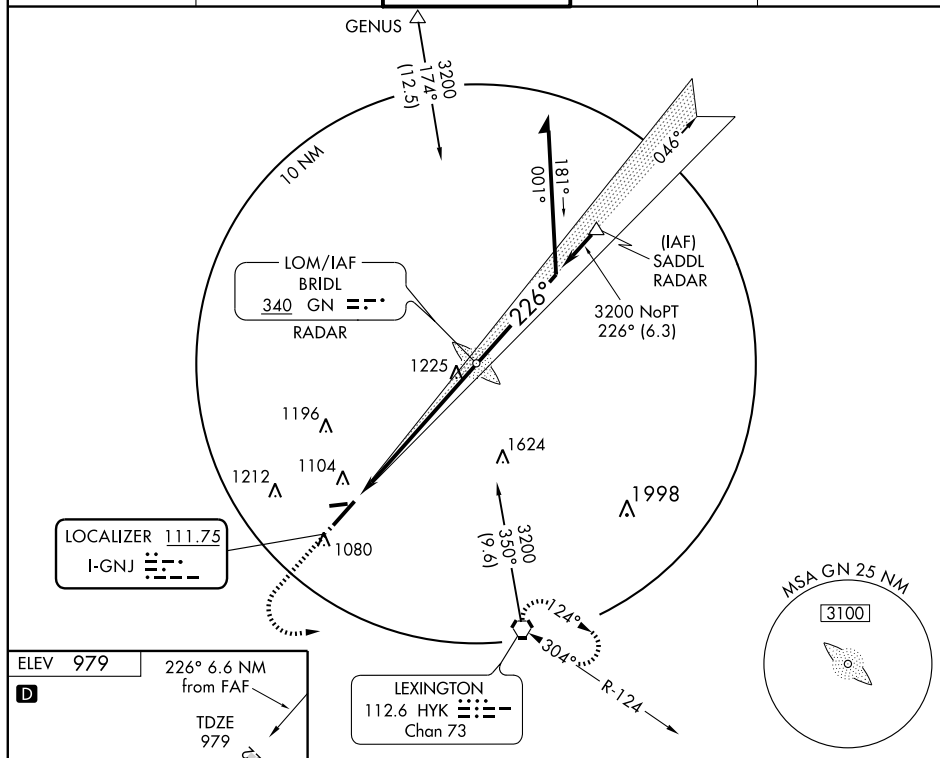 GENUS
3200
174°
(12.5)
10 NM
046°
181°
001°
(IAF)
SADDL
RADAR
LOM/IAF
BRIDL
340 GN
RADAR
226°
3200 NoPT
226° (6.3)
1225
1196
1624
1104
1212
1998
LOCALIZER 111.75
I-GNJ
1080
3200
350°
(9.6)
MSA GN 25 NM
3100
124°
304°
R-124
LEXINGTON
112.6 HYK
Chan 73
ELEV 979
D
226° 6.6 NM
from FAF
TDZE
979